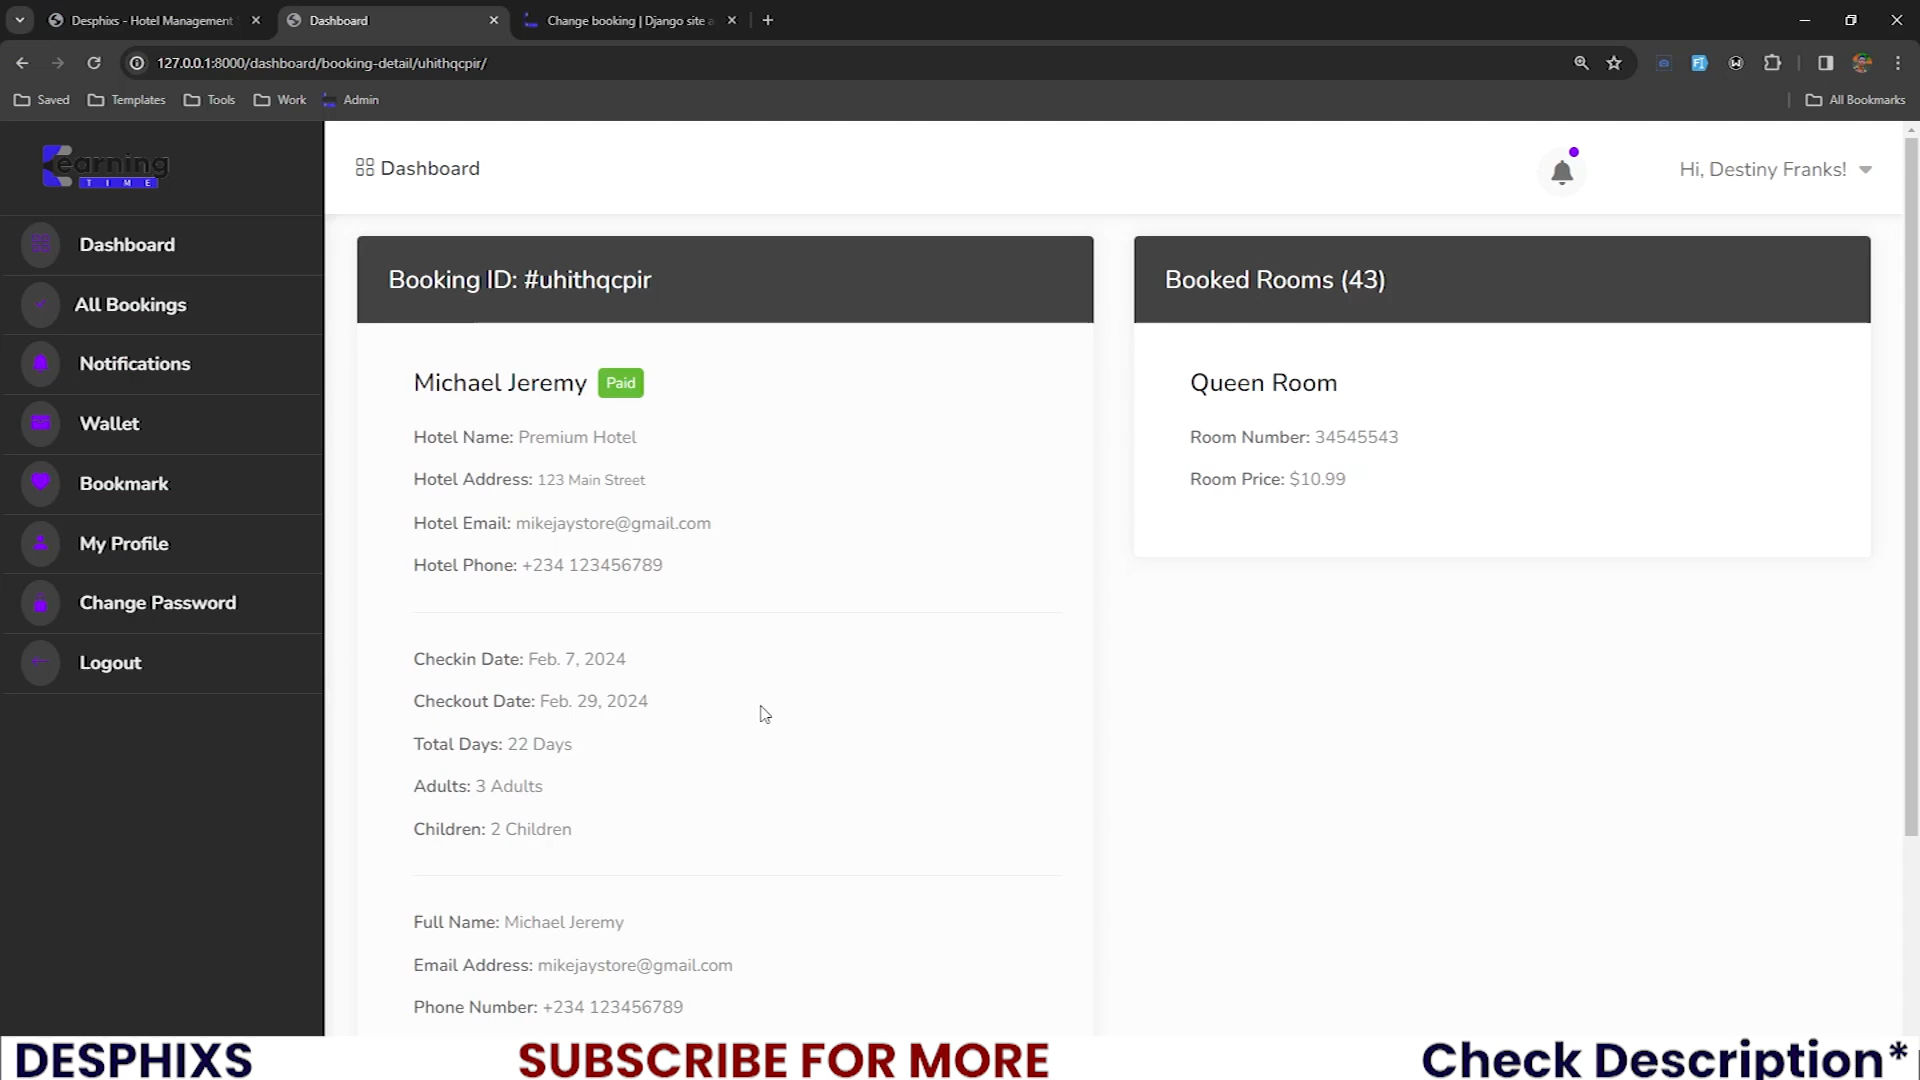 Desphixs - Hotel Management
Dashboard
Change booking | Django site a
127.0.0.1:8000/dashboard/booking-detail/uhithqcpir/
Saved
Templates
Tools
Work
Admin
All Bookmarks
Learning
TIME
Dashboard
Hi, Destiny Franks!
Dashboard
All Bookings
Notifications
Wallet
Bookmark
My Profile
Change Password
Logout
Booking ID: #uhithqcpir
Michael Jeremy Paid
Hotel Name: Premium Hotel
Hotel Address: 123 Main Street
Hotel Email: mikejaystore@gmail.com
Hotel Phone: +234 123456789
Checkin Date: Feb. 7, 2024
Checkout Date: Feb. 29, 2024
Total Days: 22 Days
Adults: 3 Adults
Children: 2 Children
Full Name: Michael Jeremy
Email Address: mikejaystore@gmail.com
Phone Number: +234 123456789
Booked Rooms (43)
Queen Room
Room Number: 34545543
Room Price: $10.99
DESPHIXS
SUBSCRIBE FOR MORE
Check Description*